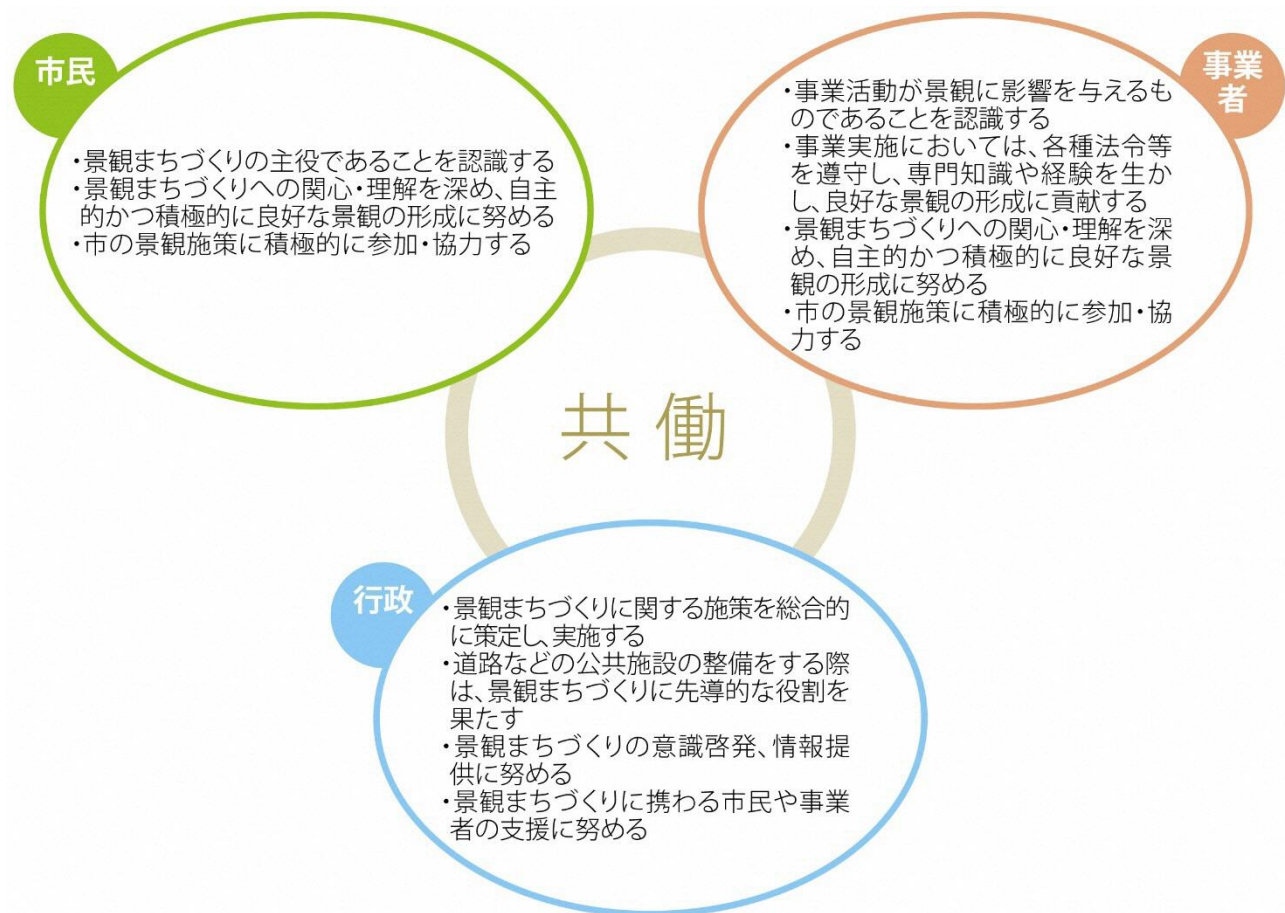 市民
・景観まちづくりの主役であることを認識する
・景観まちづくりへの関心・理解を深め、自主
的かつ積極的に良好な景観の形成に努める
・市の景観施策に積極的に参加・協力する
事業
者
・事業活動が景観に影響を与えるも
のであることを認識する
・事業実施においては、各種法令等
を遵守し、専門知識や経験を生か
し、良好な景観の形成に貢献する
・景観まちづくりへの関心・理解を深
め、自主的かつ積極的に良好な景
観の形成に努める
・市の景観施策に積極的に参加・協
力する
共働
行政
・景観まちづくりに関する施策を総合的
に策定し、実施する
・道路などの公共施設の整備をする際
は、景観まちづくりに先導的な役割を
果たす
・景観まちづくりの意識啓発、情報提
供に努める
・景観まちづくりに携わる市民や事業
者の支援に努める